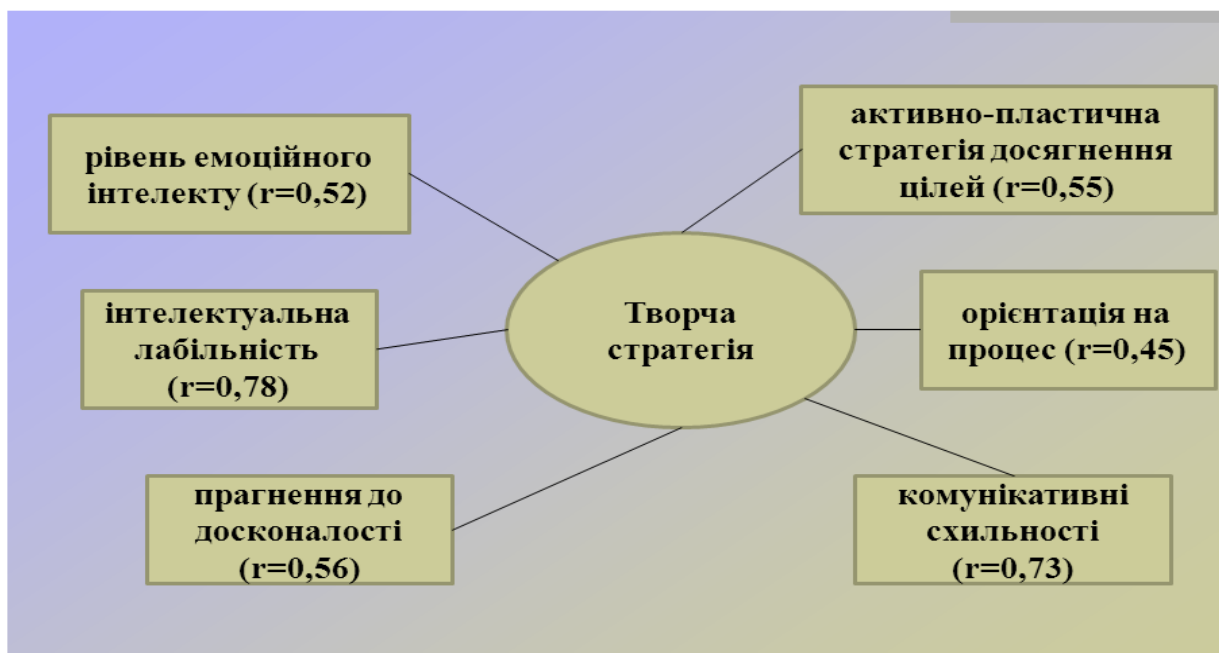 рівень емоційного
інтелекту (r=0,52)
активно-пластична
стратегія досягнення
цілей (r=0,55)
інтелектуальна
лабільність
(r=0,78)
Творча
стратегія
орієнтація на
процес (r=0,45)
прагнення до
досконалості
(r=0,56)
комунікативні
схильності
(r=0,73)